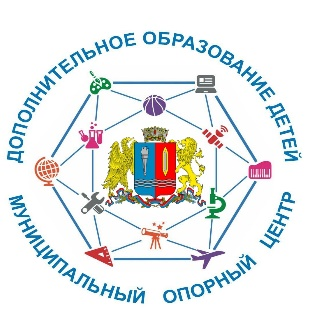 ДОПОЛНИТЕЛЬНОЕ ОБРАЗОВАНИЕ ДЕТЕЙ
МУНИЦИПАЛЬНЫЙ ОПОРНЫЙ ЦЕНТР